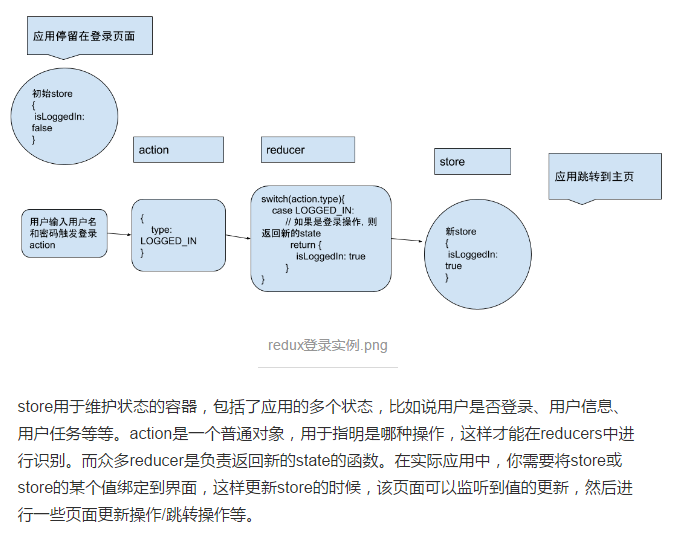 应用停留在登录页面
初始store
{
isLoggedIn:
false
}
action
reducer
store
应用跳转到主页
用户输入用户名
和密码触发登录
action
{
type:
LOGGED_IN
}
switch(action.type){
case LOGGED_IN:
// 如果是登录操作, 则
返回新的state
return {
isLoggedIn: true
}
}
新store
{
isLoggedIn:
true
}
redux登录实例.png
store用于维护状态的容器，包括了应用的多个状态，比如说用户是否登录、用户信息、
用户任务等等。action是一个普通对象，用于指明是哪种操作，这样才能在reducers中进
行识别。而众多reducer是负责返回新的state的函数。在实际应用中，你需要将store或
store的某个值绑定到界面，这样更新store的时候，该页面可以监听到值的更新，然后进
行一些页面更新操作/跳转操作等。